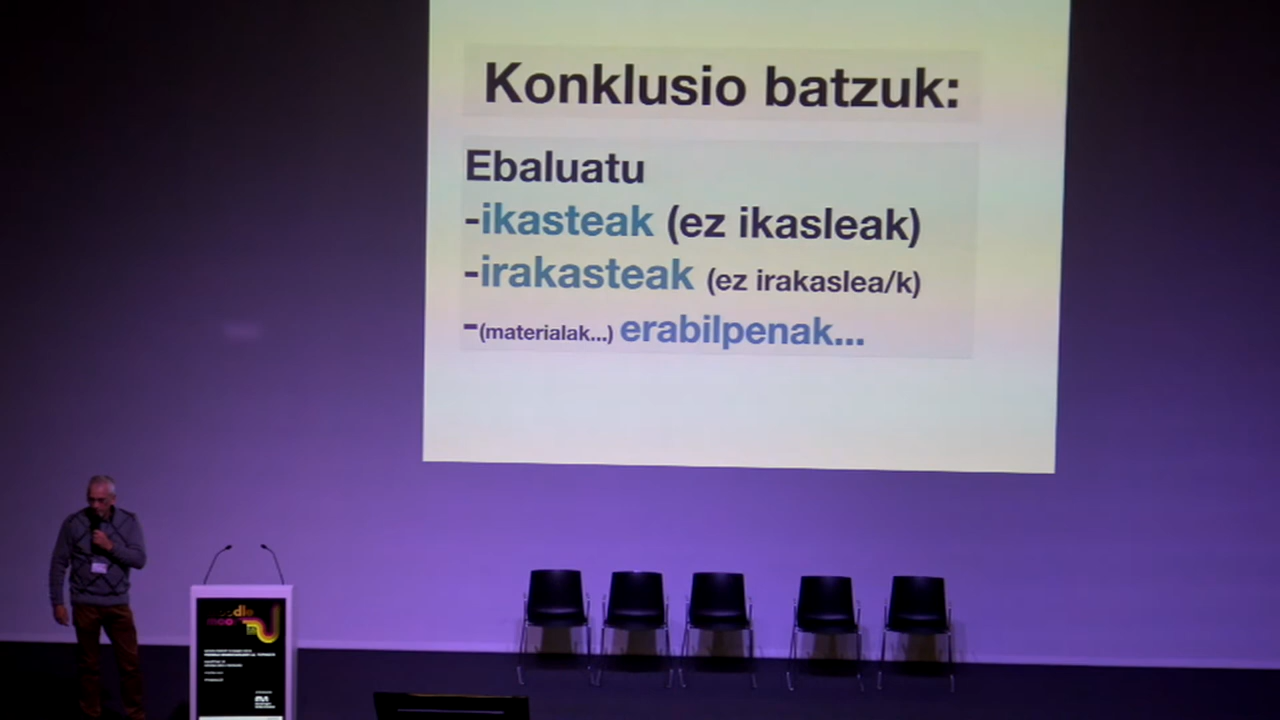 Konklusio batzuk:
Ebaluatu
-ikasteak (ez ikasleak)
-irakasteak (ez irakaslea/k)
-(materialak...) erabilpenak...